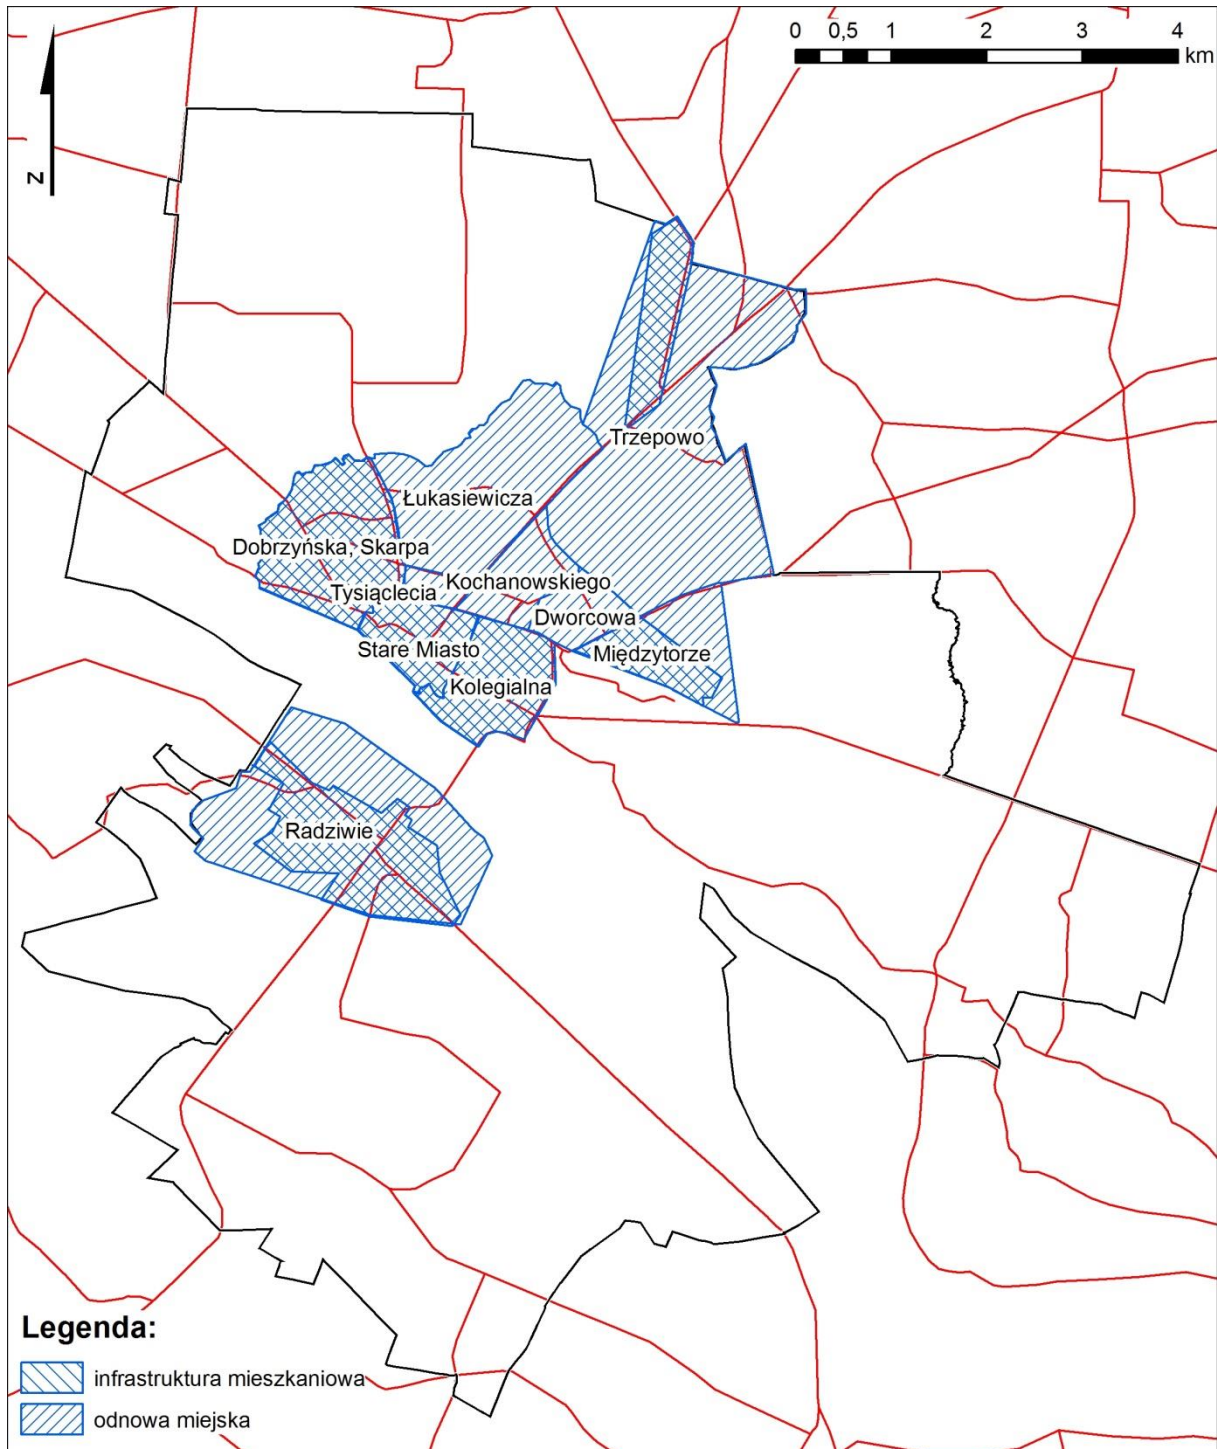 0 0,5 1 2 3 4
km
N
Trzepowo
Łukasiewicza
Dobrzyńska, Skarpa
Kochanowskiego
Tysiąclecia
Dworcowa
Stare Miasto
Międzytorze
Kolegialna
Radziwie
Legenda:
infrastruktura mieszkaniowa
odnowa miejska